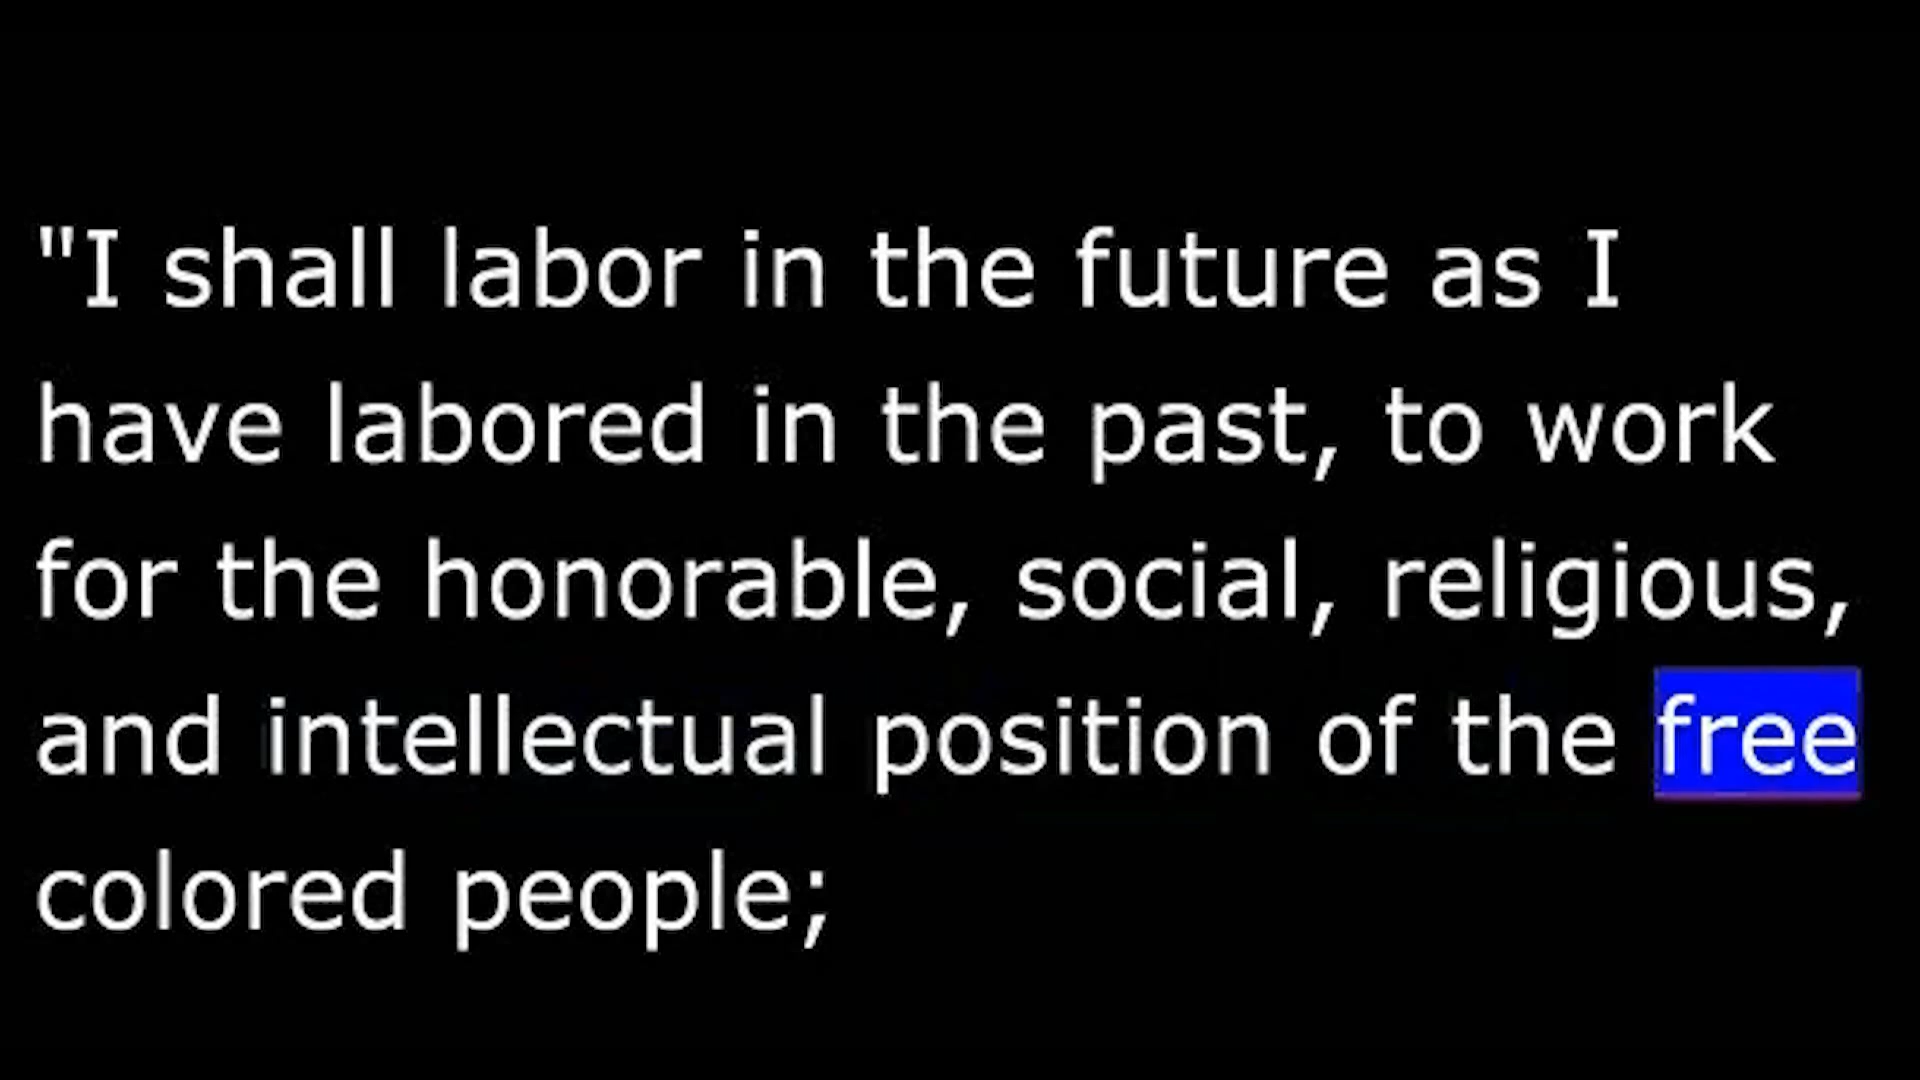 "I shall labor in the future as I
have labored in the past, to work
for the honorable, social, religious,
and intellectual position of the free
colored people;